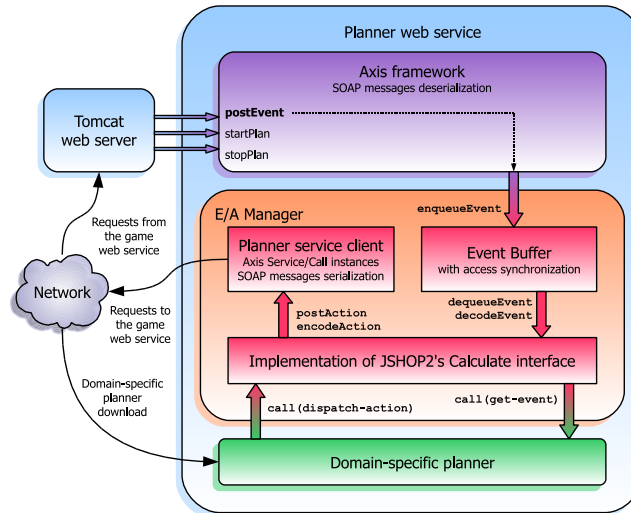 Planner web service
Axis framework
SOAP messages deserialization
Tomcat
web server
postEvent
startPlan
stopPlan
enqueueEvent
E/A Manager
Requests from
the game
web service
Planner service client
Axis Service/Call instances
SOAP messages serialization
Event Buffer
with access synchronization
Network
Requests to
the game
web service
postAction
encodeAction
dequeueEvent
decodeEvent
Implementation of JSHOP2's Calculate interface
Domain-specific
planner
download
call(dispatch-action)
call(get-event)
Domain-specific planner